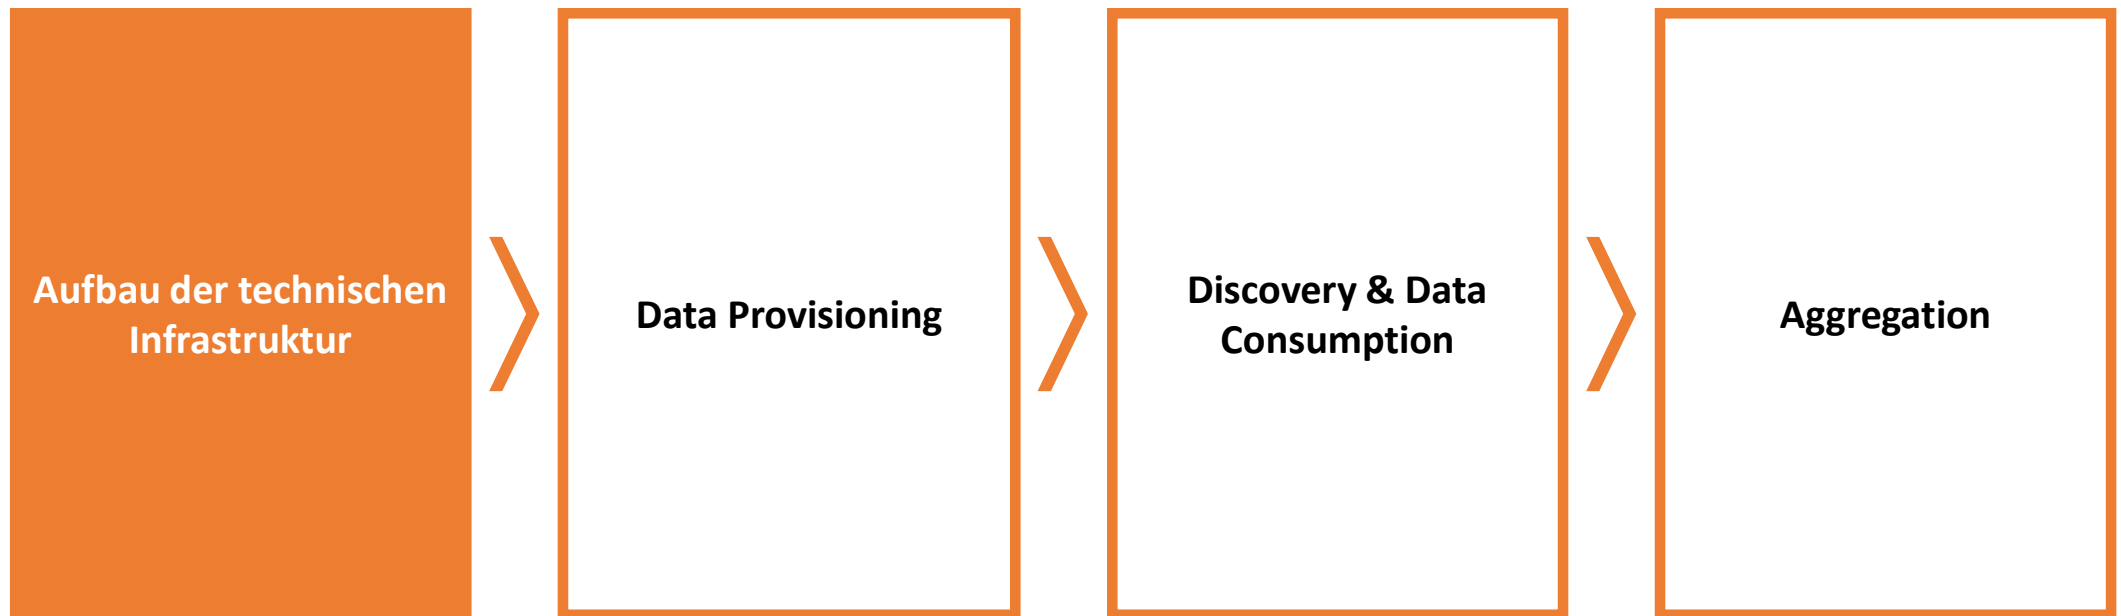 Aufbau der technischen
Infrastruktur
Data Provisioning
Discovery & Data
Consumption
Aggregation